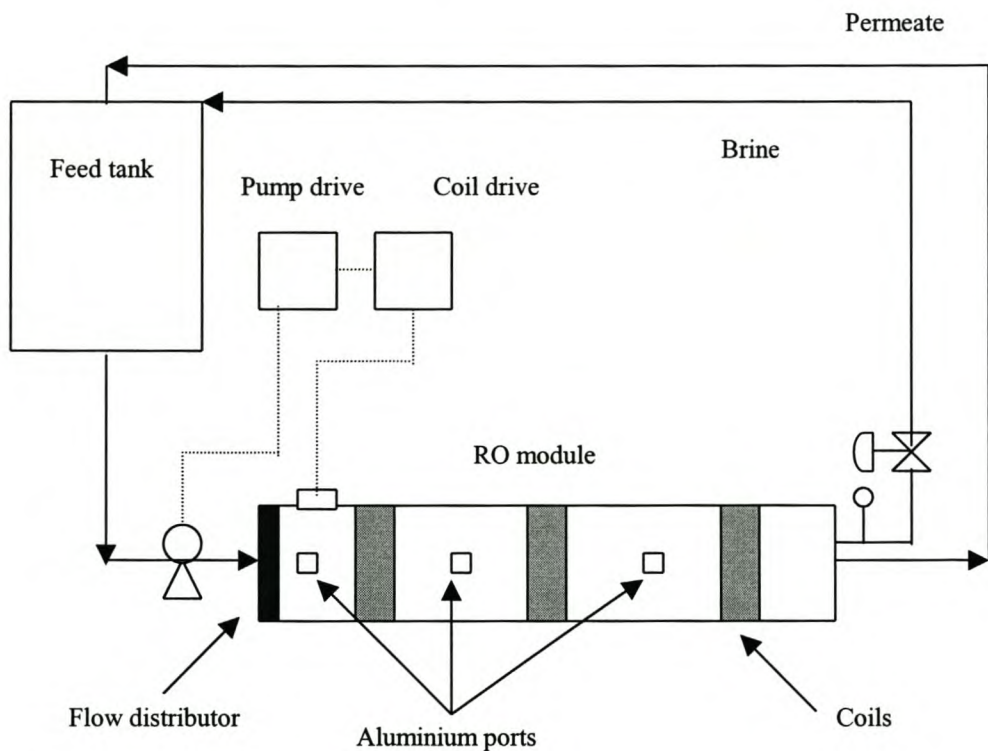 Permeate
Brine
Feed tank
Pump drive
Coil drive
RO module
Flow distributor
Aluminium ports
Coils